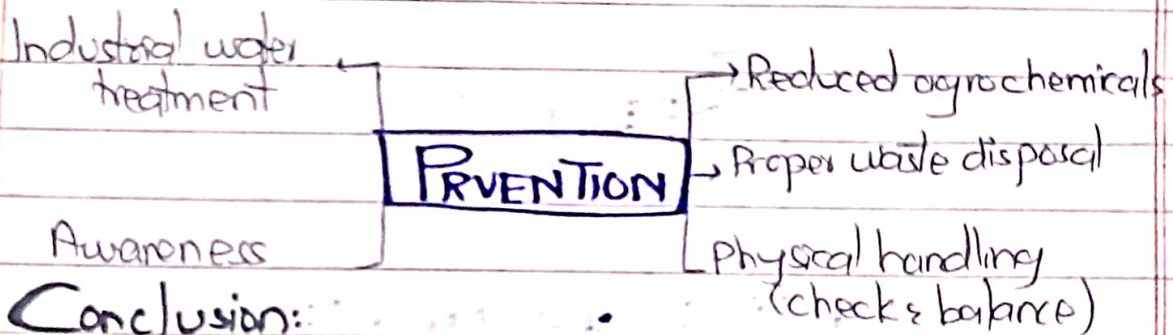 Industrial water
treatment
Reduced agrochemicals
PRVENTION
Proper waste disposal
Awareness
Physical handling
(check & balance)
Conclusion: